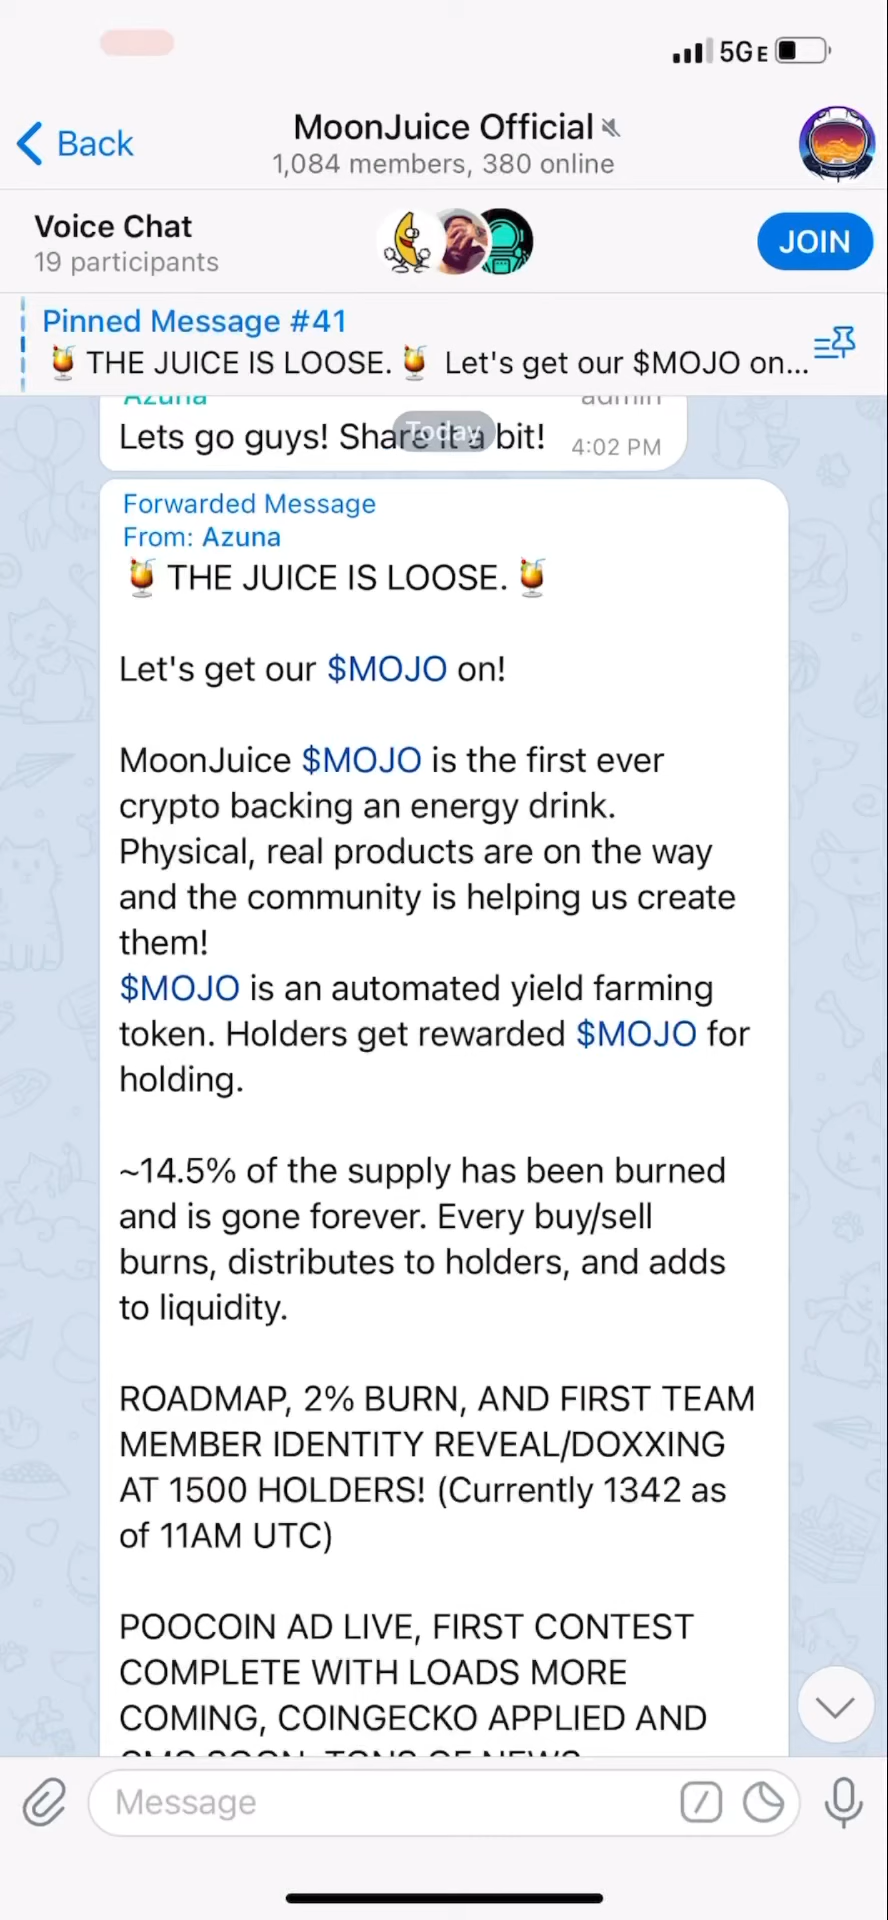 5GE
Back
MoonJuice Official
1,084 members, 380 online
Voice Chat
19 participants
JOIN
Pinned Message #41
🍹 THE JUICE IS LOOSE. 🍹 Let's get our $MOJO on...
Azuna admin
Today
Lets go guys! Share it a bit! 4:02 PM
Forwarded Message
From: Azuna
🍹 THE JUICE IS LOOSE. 🍹
Let's get our $MOJO on!
MoonJuice $MOJO is the first ever
crypto backing an energy drink.
Physical, real products are on the way
and the community is helping us create
them!
$MOJO is an automated yield farming
token. Holders get rewarded $MOJO for
holding.
~14.5% of the supply has been burned
and is gone forever. Every buy/sell
burns, distributes to holders, and adds
to liquidity.
ROADMAP, 2% BURN, AND FIRST TEAM
MEMBER IDENTITY REVEAL/DOXXING
AT 1500 HOLDERS! (Currently 1342 as
of 11AM UTC)
POOCOIN AD LIVE, FIRST CONTEST
COMPLETE WITH LOADS MORE
COMING, COINGECKO APPLIED AND
CMC SOON, TONS OF NEWS
Message